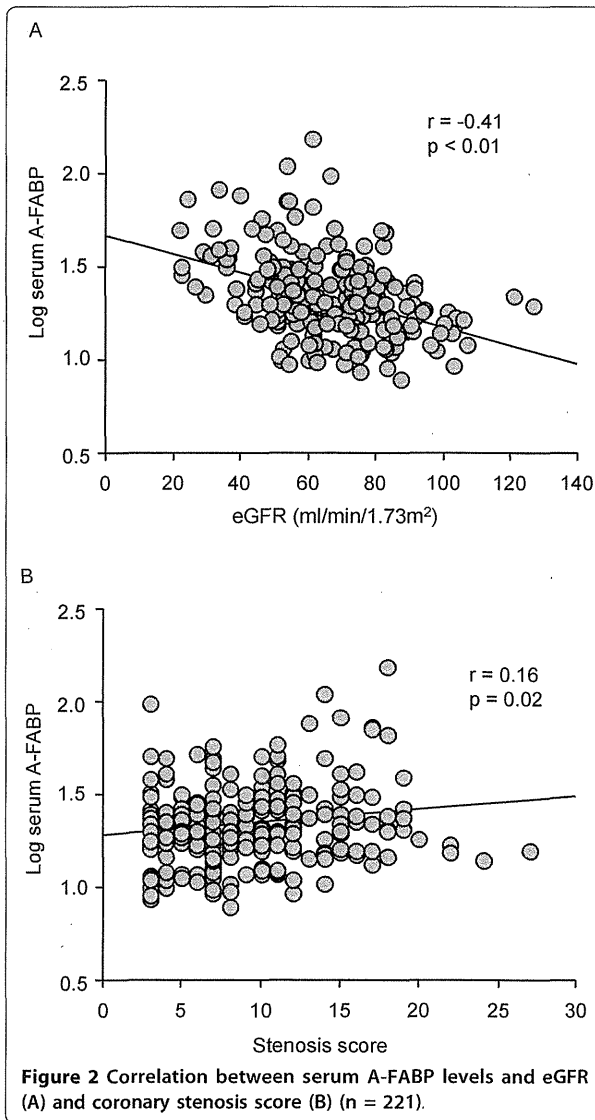 A
2.5
r = -0.41
p < 0.01
2.0
Log serum A-FABP
1.5
1.0
0.5
0 20 40 60 80 100 120 140
eGFR (ml/min/1.73m²)
B
2.5
r = 0.16
p = 0.02
2.0
Log serum A-FABP
1.5
1.0
0.5
0 5 10 15 20 25 30
Stenosis score
Figure 2 Correlation between serum A-FABP levels and eGFR
(A) and coronary stenosis score (B) (n = 221).